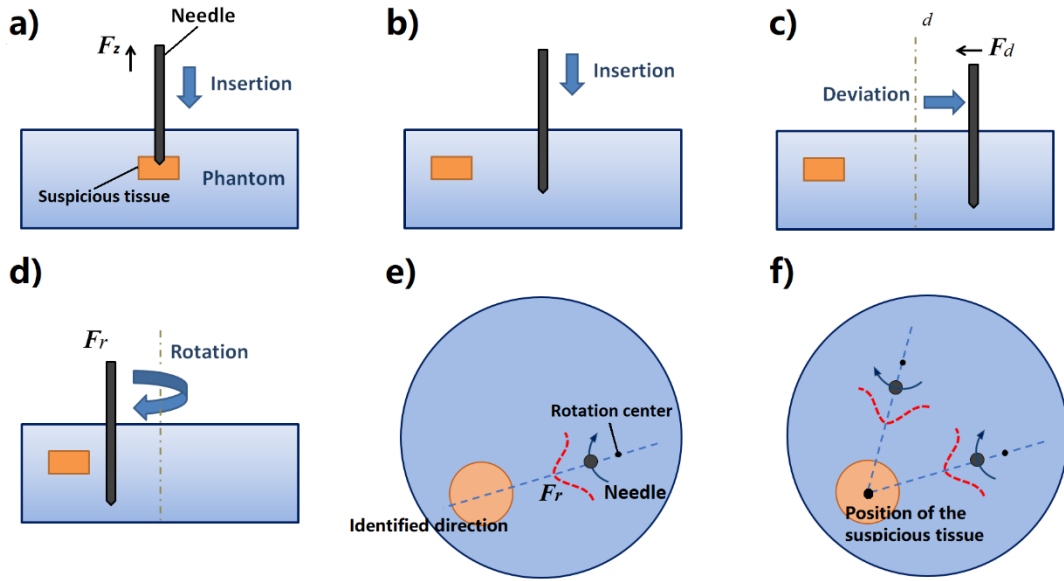 a)
Needle
Fz
Insertion
Phantom
Suspicious tissue
b)
Insertion
c)
d
Fd
Deviation
d)
Fr
Rotation
e)
Rotation center
Fr
Needle
Identified direction
f)
Position of the
suspicious tissue